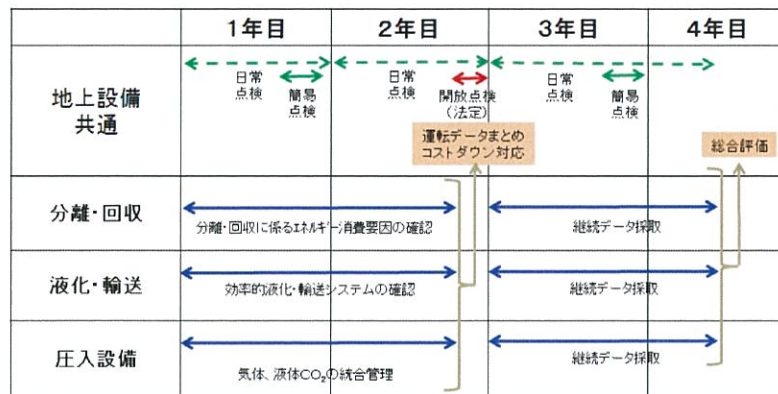 1年目 2年目 3年目 4年目
地上設備
共通
日常
点検
簡易
点検
日常
点検
開放点検
(法定)
日常
点検
簡易
点検
運転データまとめ
コストダウン対応
総合評価
分離・回収
分離・回収に係るエネルギー消費要因の確認
継続データ採取
液化・輸送
効率的液化・輸送システムの確認
継続データ採取
圧入設備
気体、液体CO₂の統合管理
継続データ採取